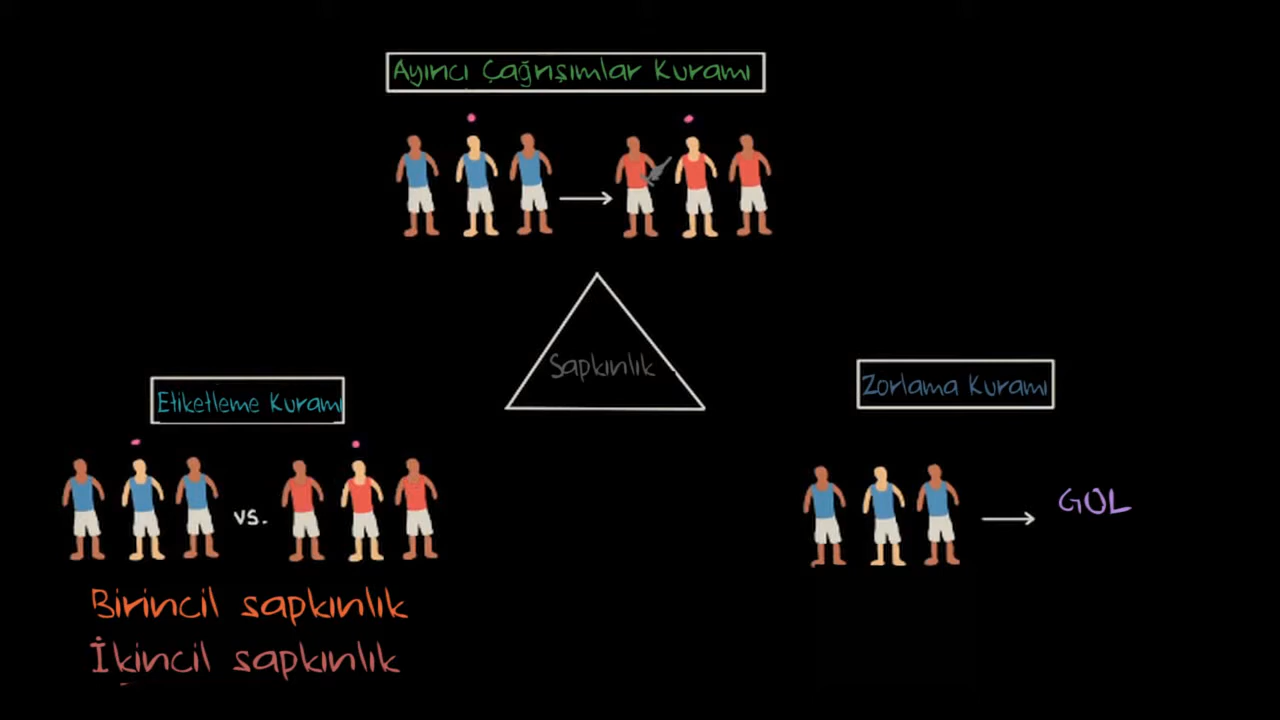 Ayırıcı Çağrışımlar Kuramı
Sapkınlık
Etiketleme Kuramı
Zorlama Kuramı
vs.
GOL
Birincil sapkınlık
İkincil sapkınlık